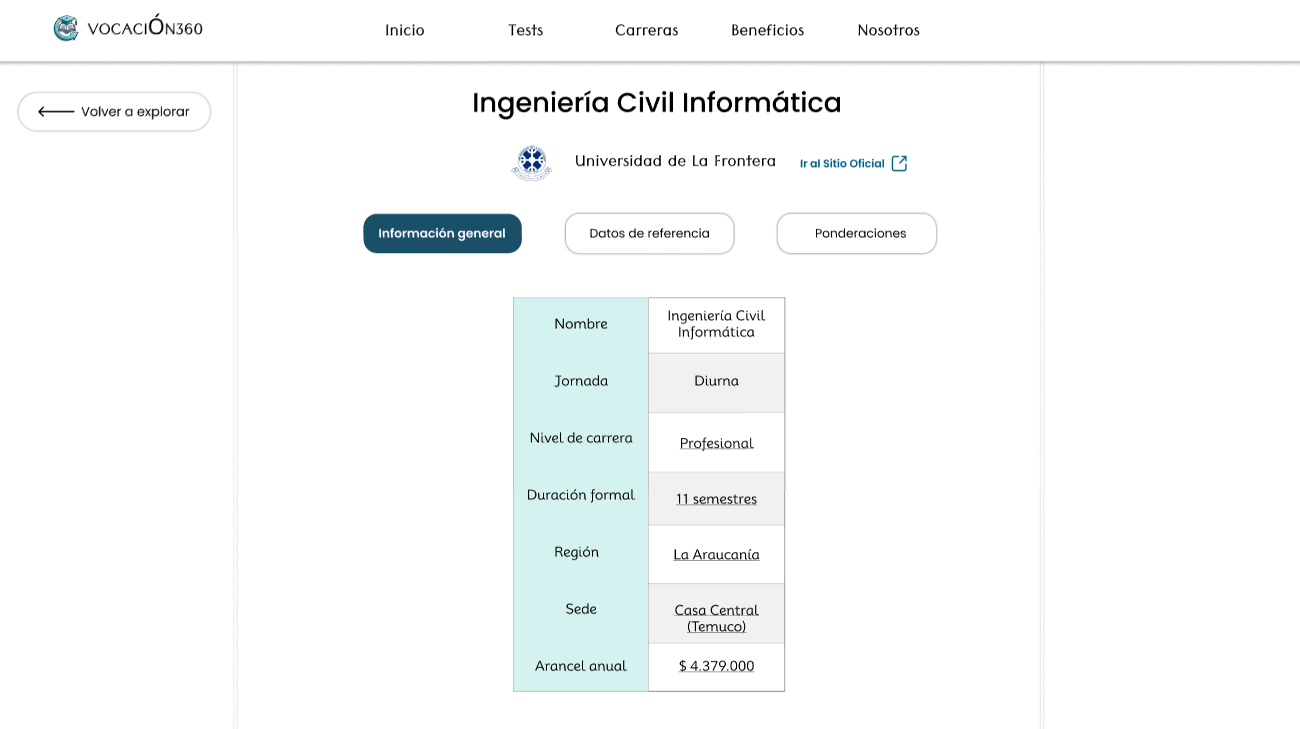 VOCACIÓN360
Inicio
Tests
Carreras
Beneficios
Nosotros
Volver a explorar
Ingeniería Civil Informática
Universidad de La Frontera
Ir al Sitio Oficial
Información general
Datos de referencia
Ponderaciones
Nombre
Ingeniería Civil
Informática
Jornada
Diurna
Nivel de carrera
Profesional
Duración formal
11 semestres
Región
La Araucanía
Sede
Casa Central
(Temuco)
Arancel anual
$ 4.379.000